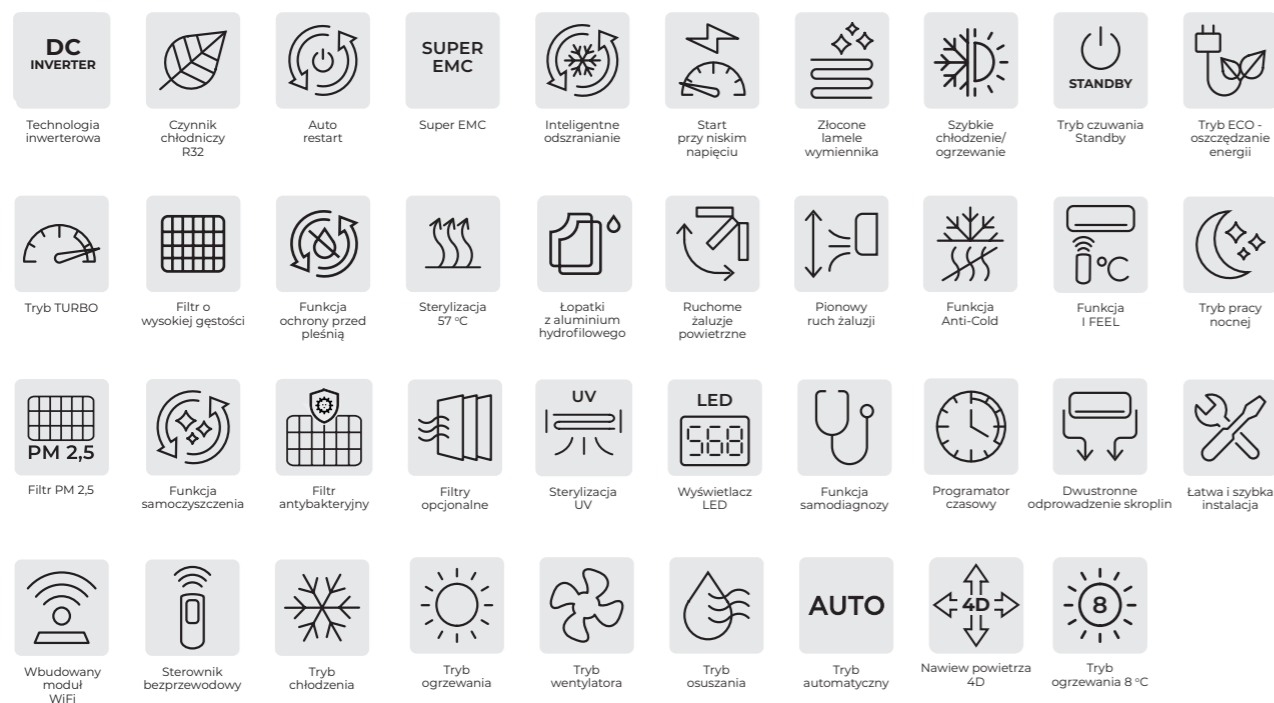 DC
INVERTER
Technologia
inwerterowa
Czynnik
chłodniczy
R32
Auto
restart
SUPER
EMC
Super EMC
Inteligentne
odszranianie
Start
przy niskim
napięciu
Złocone
lamele
wymiennika
Szybkie
chłodzenie/
ogrzewanie
STANDBY
Tryb czuwania
Standby
Tryb ECO -
oszczędzanie
energii
Tryb TURBO
Filtr o
wysokiej gęstości
Funkcja
ochrony przed
pleśnią
Sterylizacja
57 °C
Łopatki
z aluminium
hydrofilowego
Ruchome
żaluzje
powietrzne
Pionowy
ruch żaluzji
Funkcja
Anti-Cold
°C
Funkcja
I FEEL
Tryb pracy
nocnej
PM 2,5
Filtr PM 2,5
Funkcja
samoczyszczenia
Filtr
antybakteryjny
Filtry
opcjonalne
UV
Sterylizacja
UV
LED
568
Wyświetlacz
LED
Funkcja
samodiagnozy
Programator
czasowy
Dwustronne
odprowadzenie skroplin
Łatwa i szybka
instalacja
Wbudowany
moduł
WiFi
Sterownik
bezprzewodowy
Tryb
chłodzenia
Tryb
ogrzewania
Tryb
wentylatora
Tryb
osuszania
AUTO
Tryb
automatyczny
4D
Nawiew powietrza
4D
8
Tryb
ogrzewania 8 °C